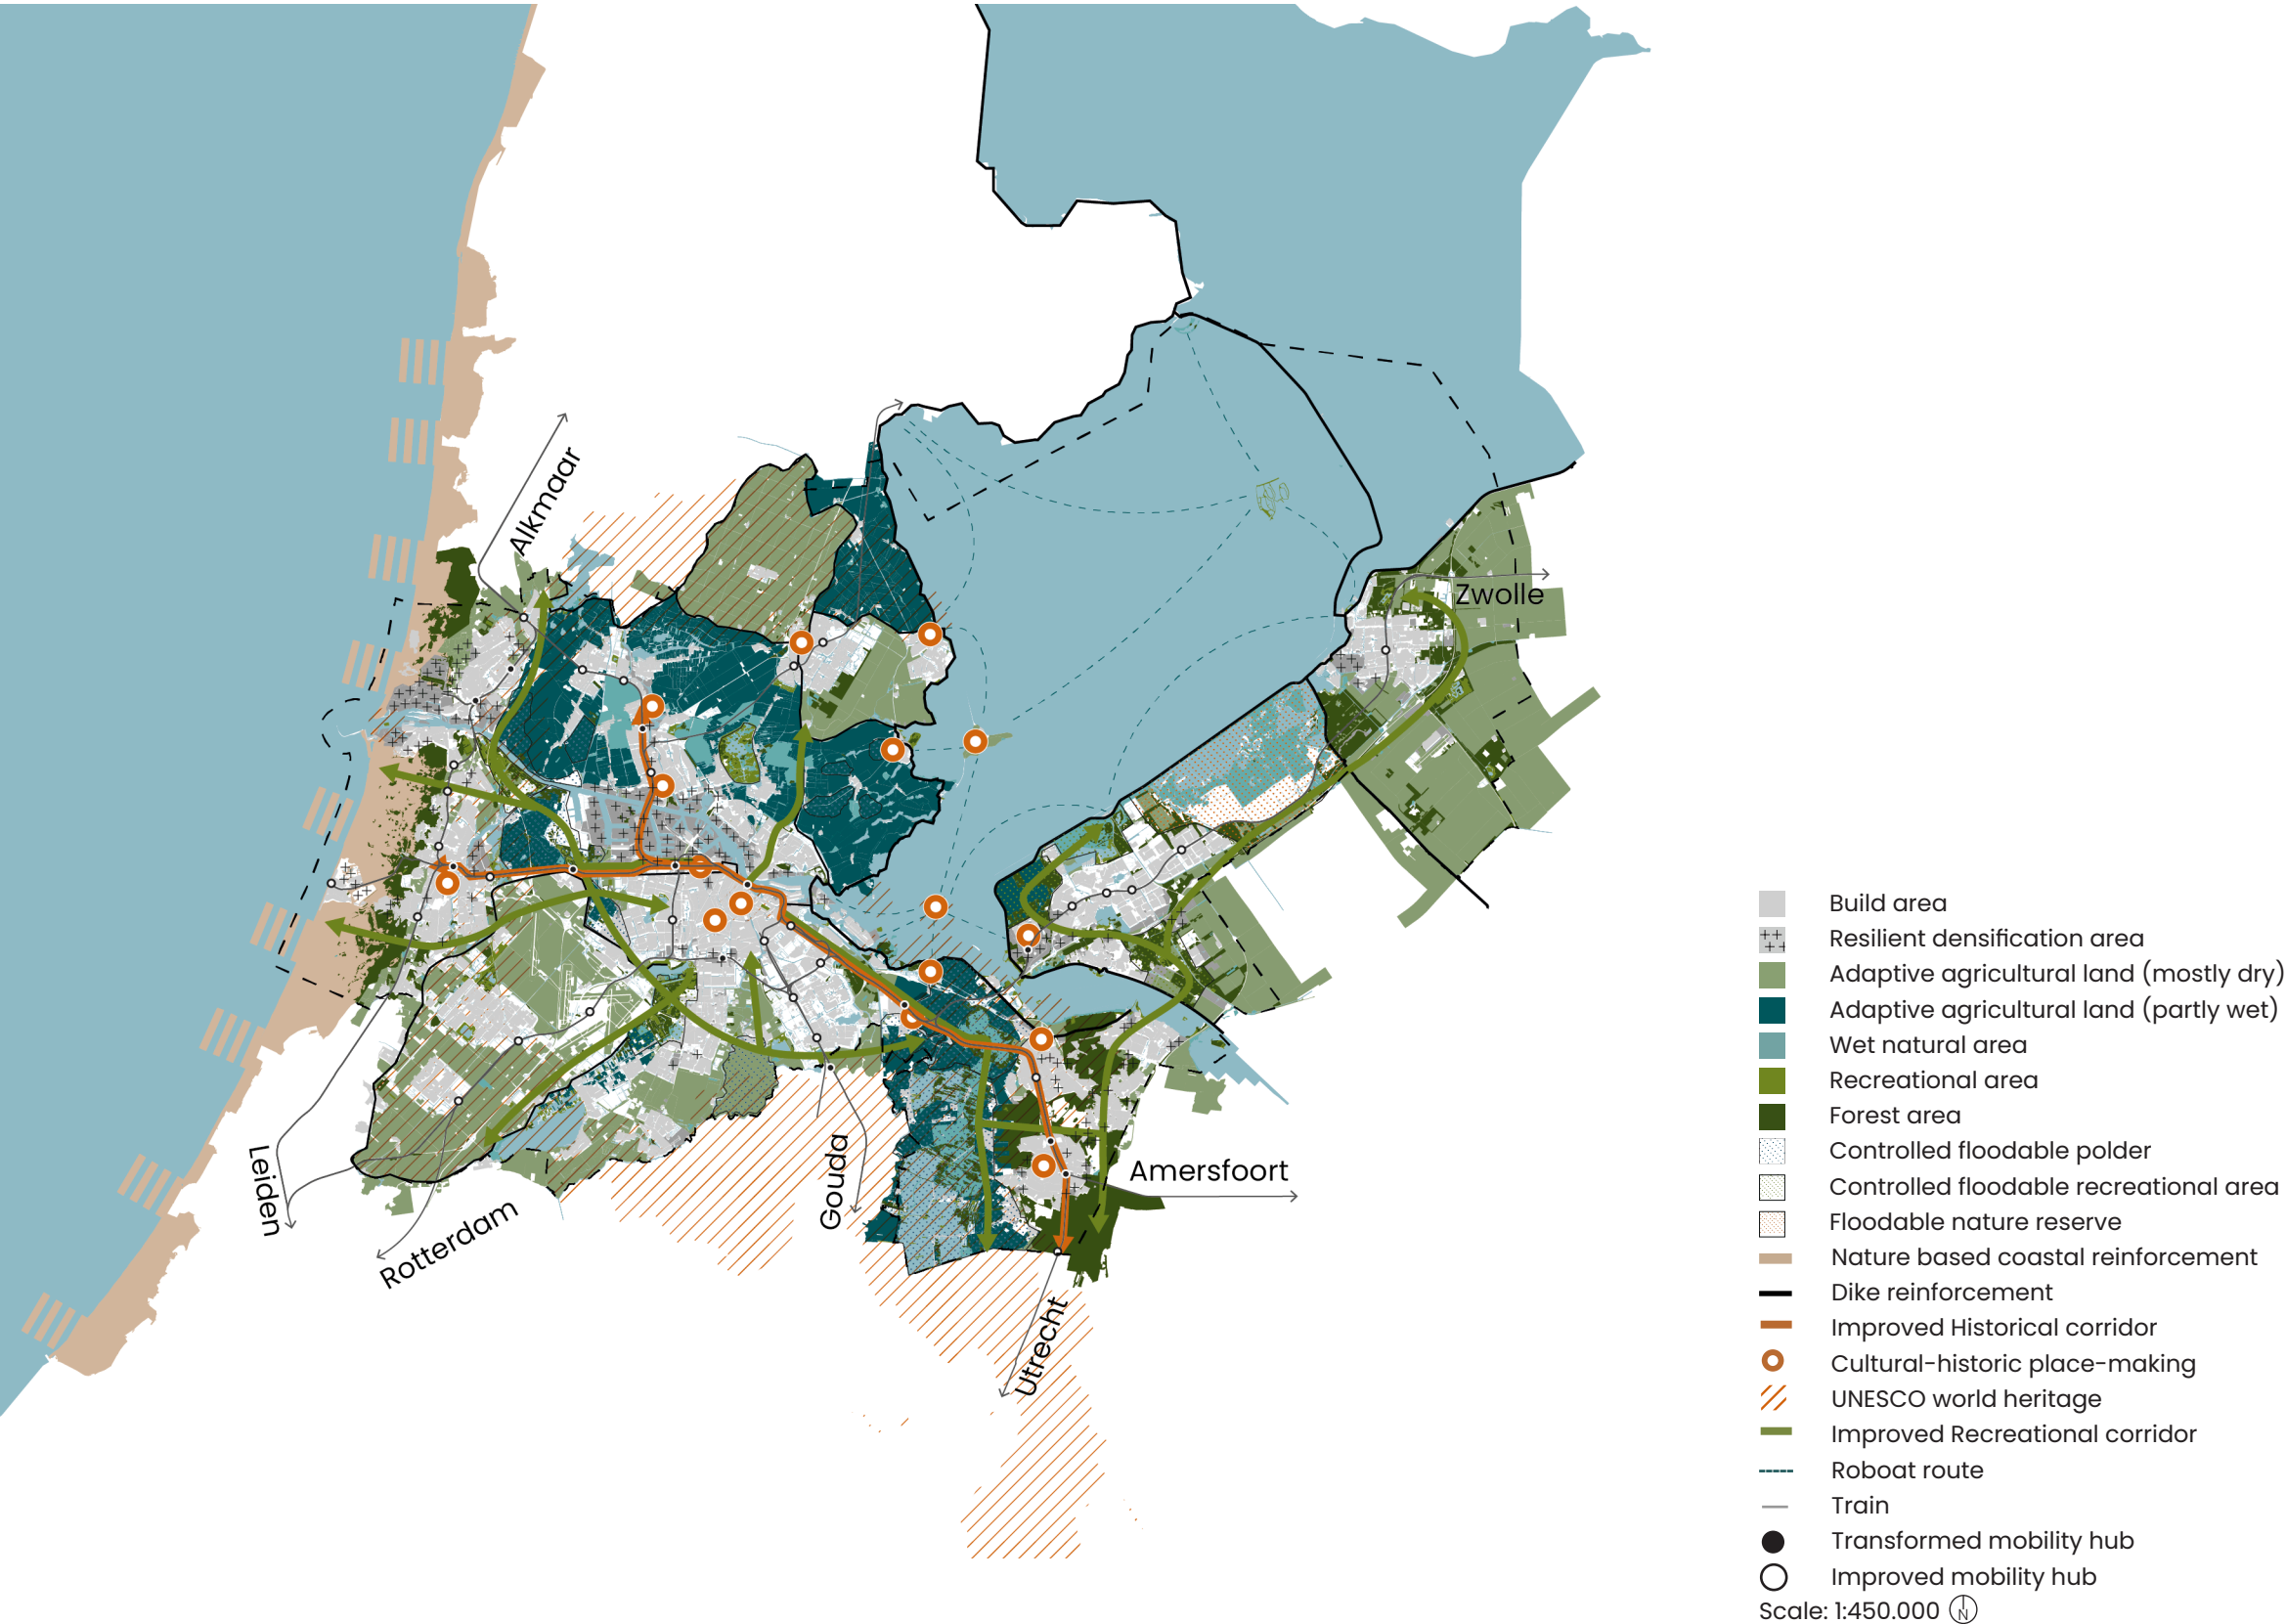 Alkmaar
Zwolle
Leiden
Rotterdam
Gouda
Amersfoort
Utrecht
Build area
Resilient densification area
Adaptive agricultural land (mostly dry)
Adaptive agricultural land (partly wet)
Wet natural area
Recreational area
Forest area
Controlled floodable polder
Controlled floodable recreational area
Floodable nature reserve
Nature based coastal reinforcement
Dike reinforcement
Improved Historical corridor
Cultural-historic place-making
UNESCO world heritage
Improved Recreational corridor
Roboat route
Train
Transformed mobility hub
Improved mobility hub
Scale: 1:450.000 N